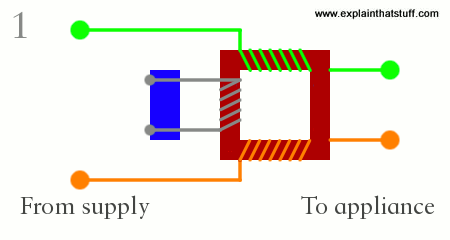 1
www.explainthatstuff.com
From supply
To appliance